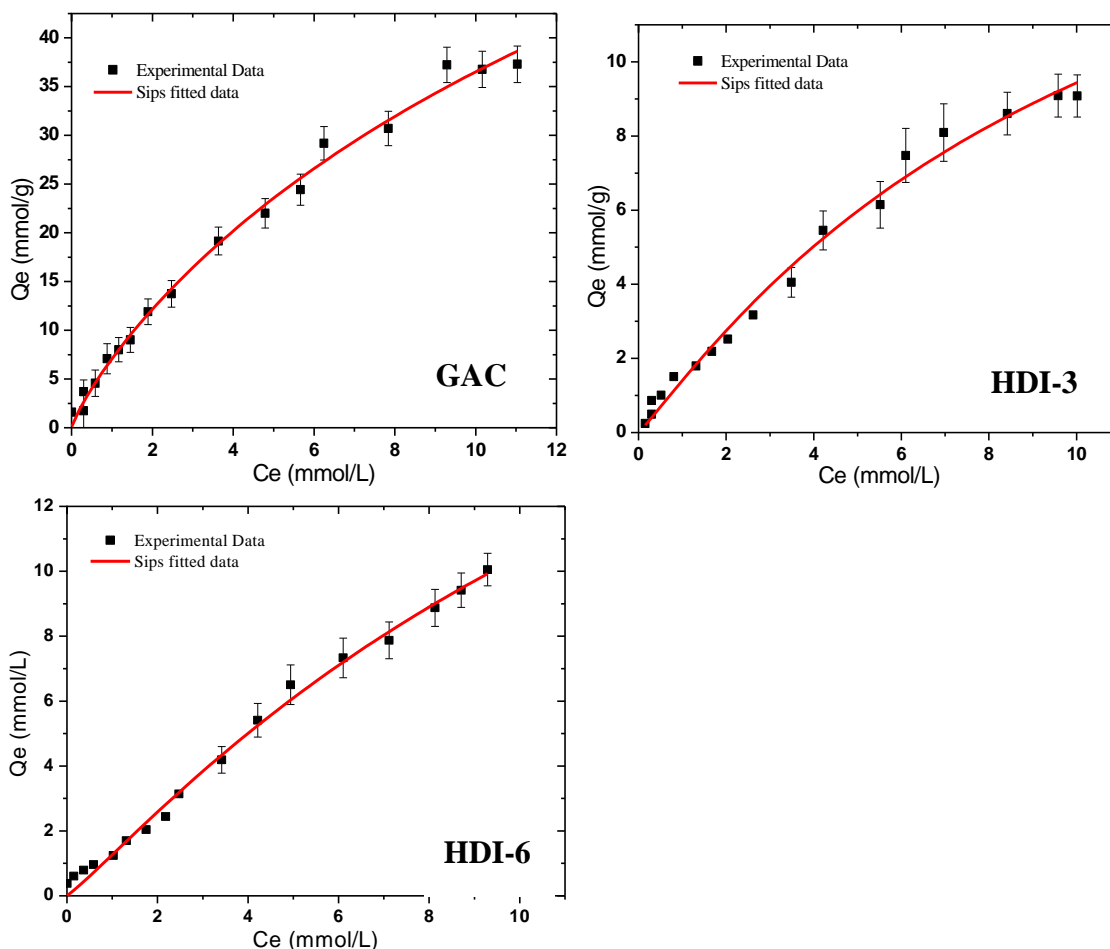 40
35
30
25
20
15
10
5
0
Qe (mmol/g)
Experimental Data
Sips fitted data
GAC
0 2 4 6 8 10 12
Ce (mmol/L)
10
8
6
4
2
0
Qe (mmol/g)
Experimental Data
Sips fitted data
HDI-3
0 2 4 6 8 10
Ce (mmol/L)
12
10
8
6
4
2
0
Qe (mmol/L)
Experimental Data
Sips fitted data
HDI-6
0 2 4 6 8 10
Ce (mmol/L)